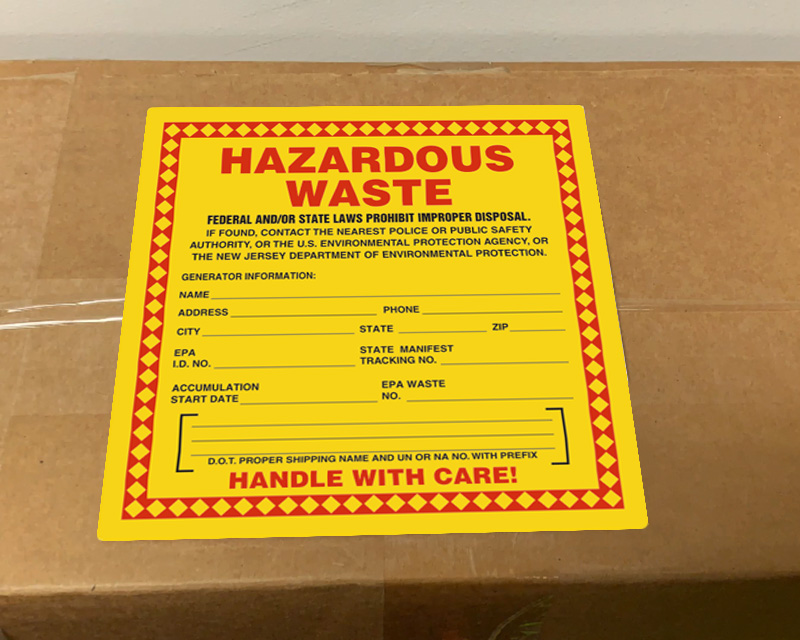 HAZARDOUS
WASTE
FEDERAL AND/OR STATE LAWS PROHIBIT IMPROPER DISPOSAL.
IF FOUND, CONTACT THE NEAREST POLICE OR PUBLIC SAFETY
AUTHORITY, OR THE U.S. ENVIRONMENTAL PROTECTION AGENCY, OR
THE NEW JERSEY DEPARTMENT OF ENVIRONMENTAL PROTECTION.
GENERATOR INFORMATION:
NAME
ADDRESS PHONE
CITY STATE ZIP
EPA STATE MANIFEST
I.D. NO. TRACKING NO.
ACCUMULATION EPA WASTE
START DATE NO.
D.O.T. PROPER SHIPPING NAME AND UN OR NA NO. WITH PREFIX
HANDLE WITH CARE!